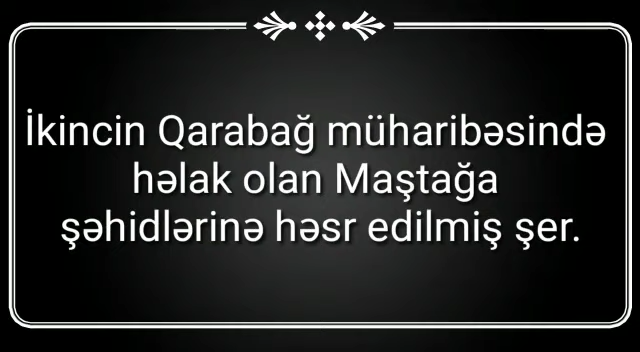 İkincin Qarabağ müharibəsində
həlak olan Maştağa
şəhidlərinə həsr edilmiş şer.